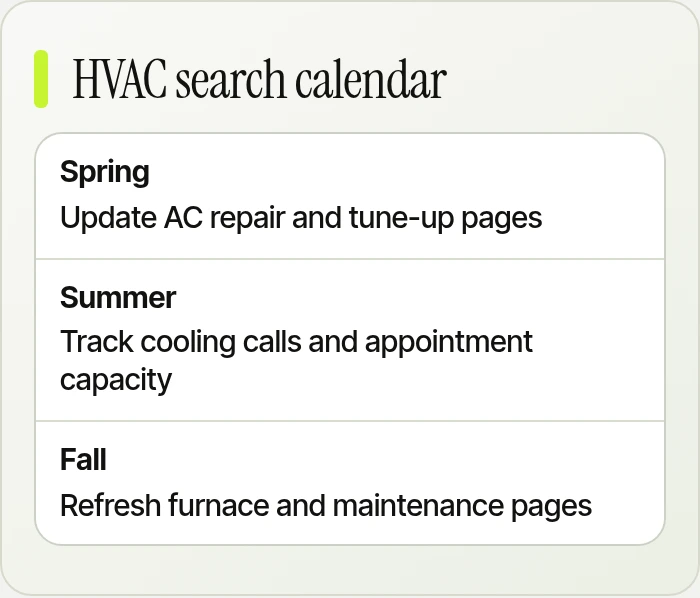 HVAC search calendar
Spring
Update AC repair and tune-up pages
Summer
Track cooling calls and appointment
capacity
Fall
Refresh furnace and maintenance pages